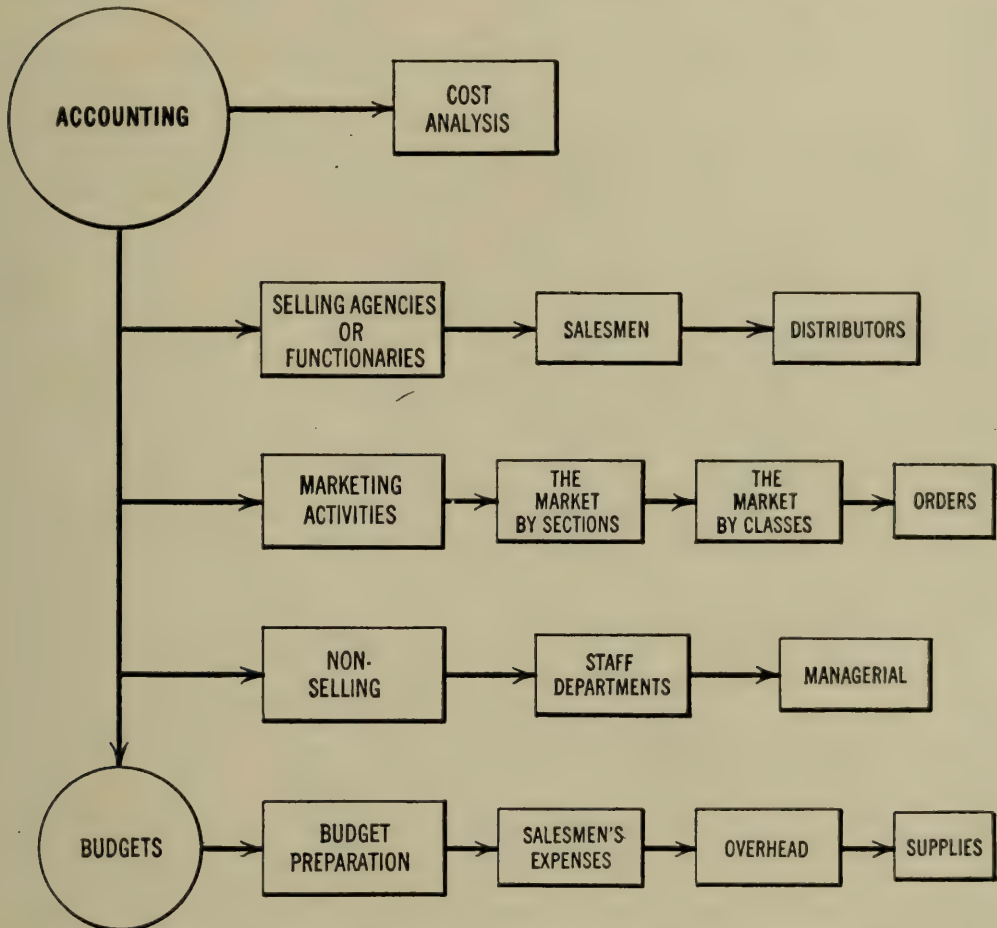 ACCOUNTING
COST
ANALYSIS
SELLING AGENCIES
OR
FUNCTIONARIES
SALESMEN
DISTRIBUTORS
MARKETING
ACTIVITIES
THE
MARKET
BY SECTIONS
THE
MARKET
BY CLASSES
ORDERS
NON-
SELLING
STAFF
DEPARTMENTS
MANAGERIAL
BUDGETS
BUDGET
PREPARATION
SALESMEN'S
EXPENSES
OVERHEAD
SUPPLIES